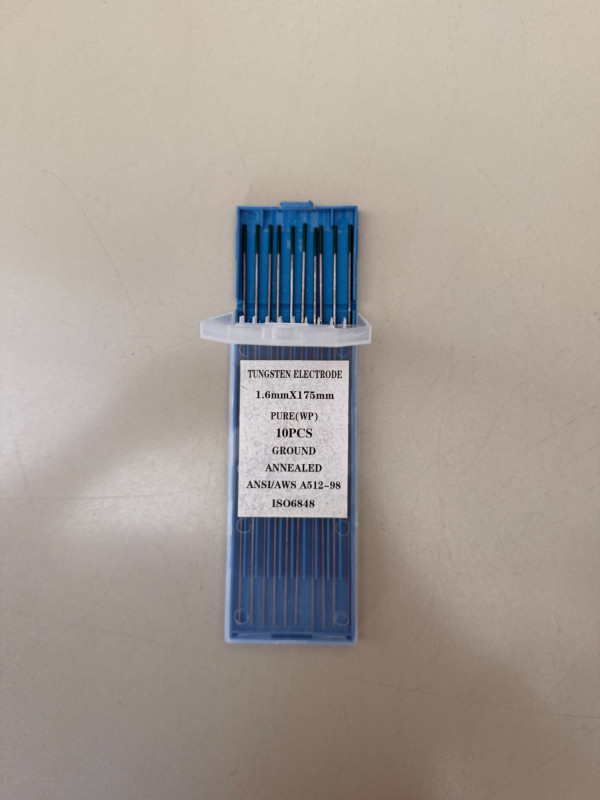 TUNGSTEN ELECTRODE
1.6mmX175mm
PURE(WP)
10PCS
GROUND
ANNEALED
ANSI/AWS A512-98
ISO6848